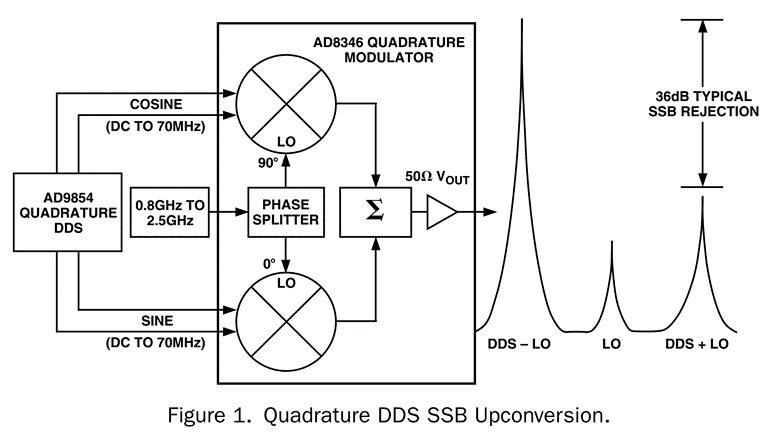 AD8346 QUADRATURE
MODULATOR
COSINE
(DC TO 70MHz)
LO
90°
AD9854
QUADRATURE
DDS
0.8GHz TO
2.5GHz
PHASE
SPLITTER
Σ
50Ω VOUT
0°
LO
SINE
(DC TO 70MHz)
36dB TYPICAL
SSB REJECTION
DDS – LO
LO
DDS + LO
Figure 1. Quadrature DDS SSB Upconversion.